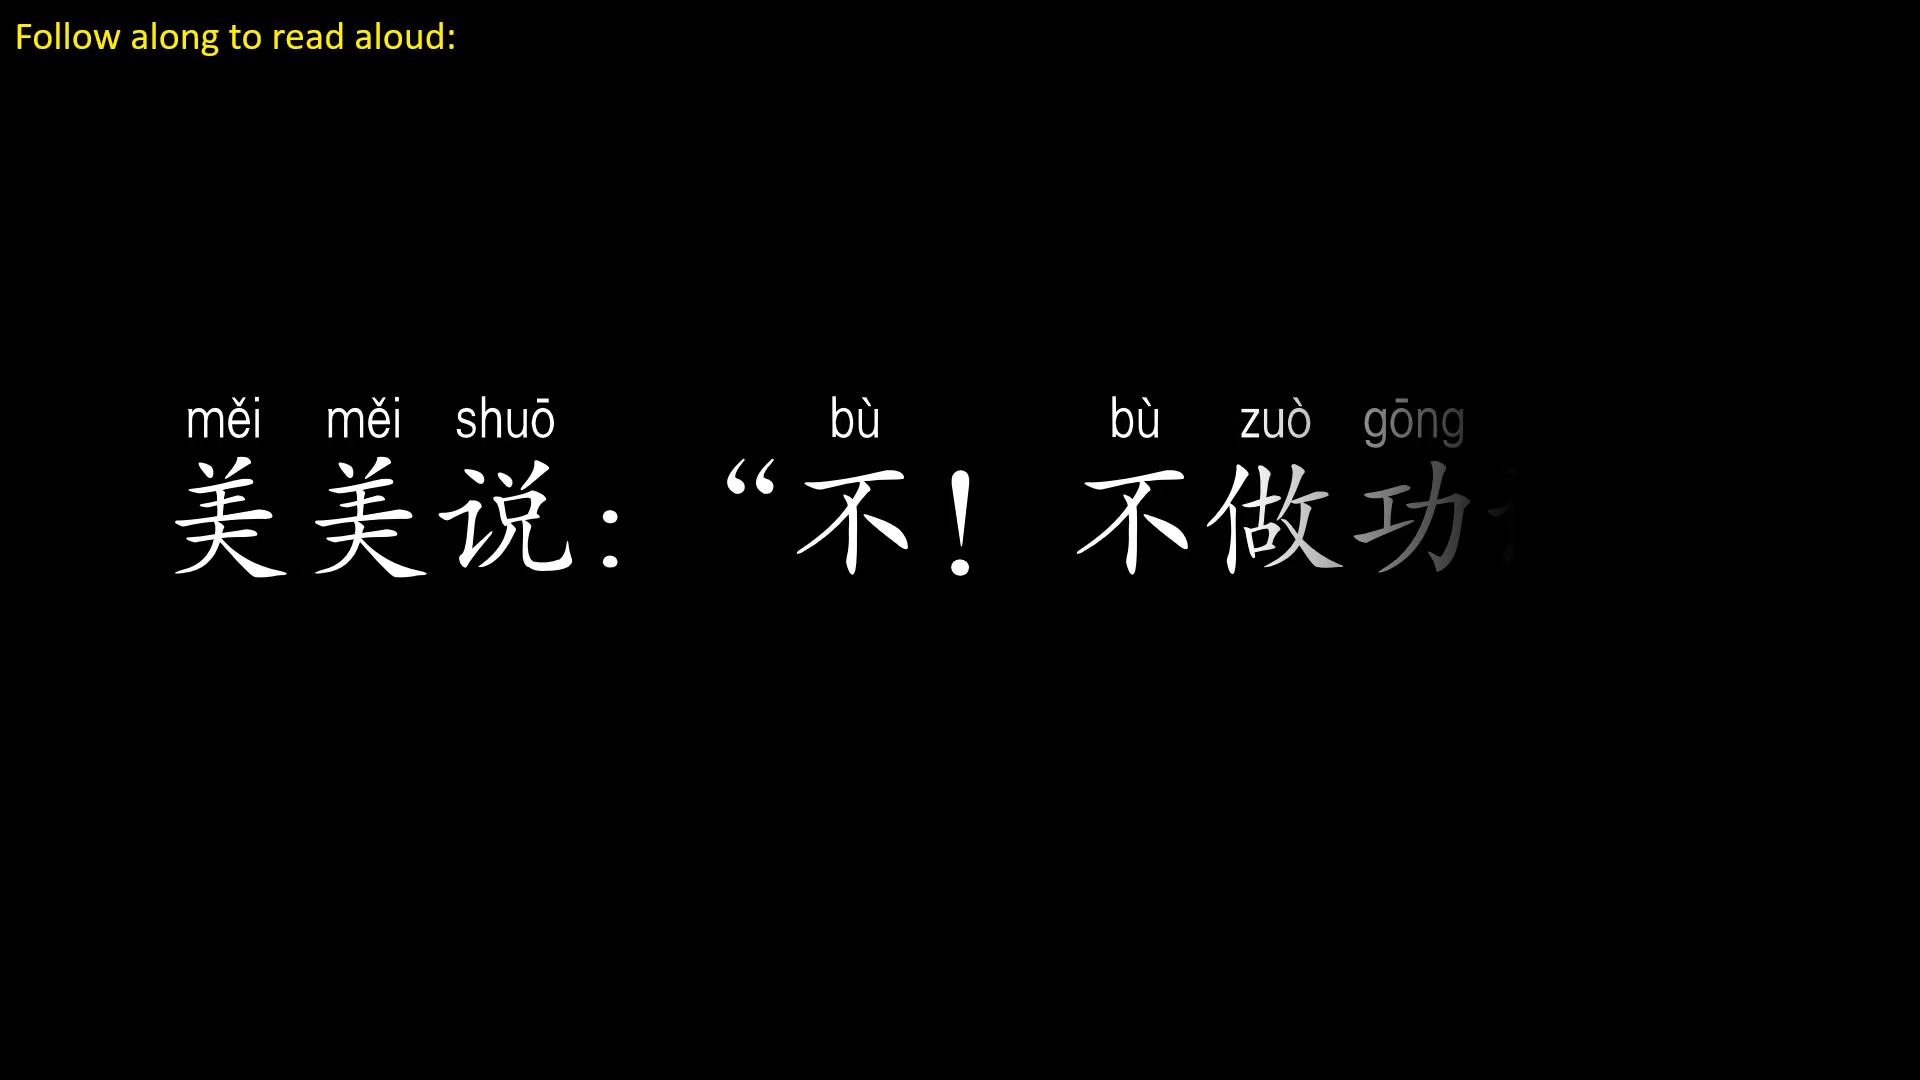 Follow along to read aloud:
měi měi shuō bù bù zuò gōng
美美说：“不！不做功